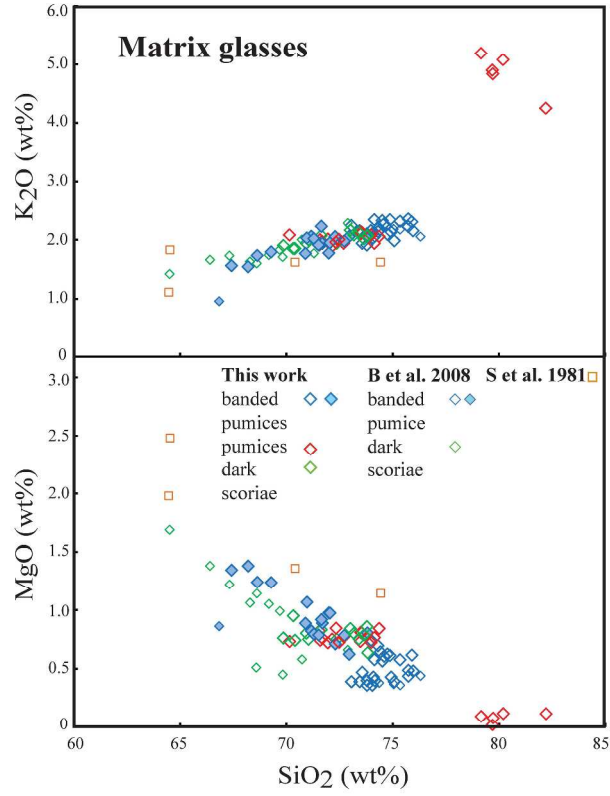 Matrix glasses
K2O (wt%)
6.0
5.0
4.0
3.0
2.0
1.0
0
This work B et al. 2008 S et al. 1981
banded banded
pumices pumice
pumices dark
dark scoriae
scoriae
MgO (wt%)
3.0
2.5
2.0
1.5
1.0
0.5
0
60 65 70 75 80 85
SiO2 (wt%)